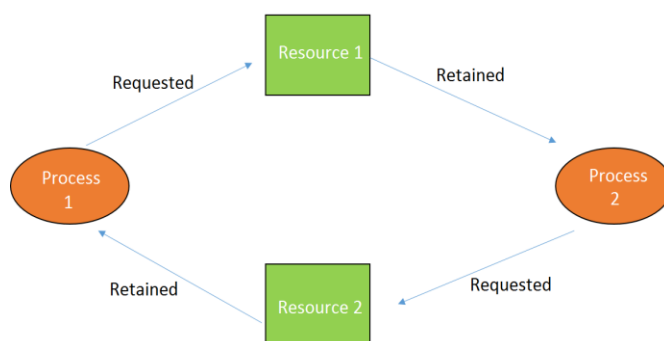 Resource 1
Requested
Retained
Process
1
Process
2
Retained
Requested
Resource 2